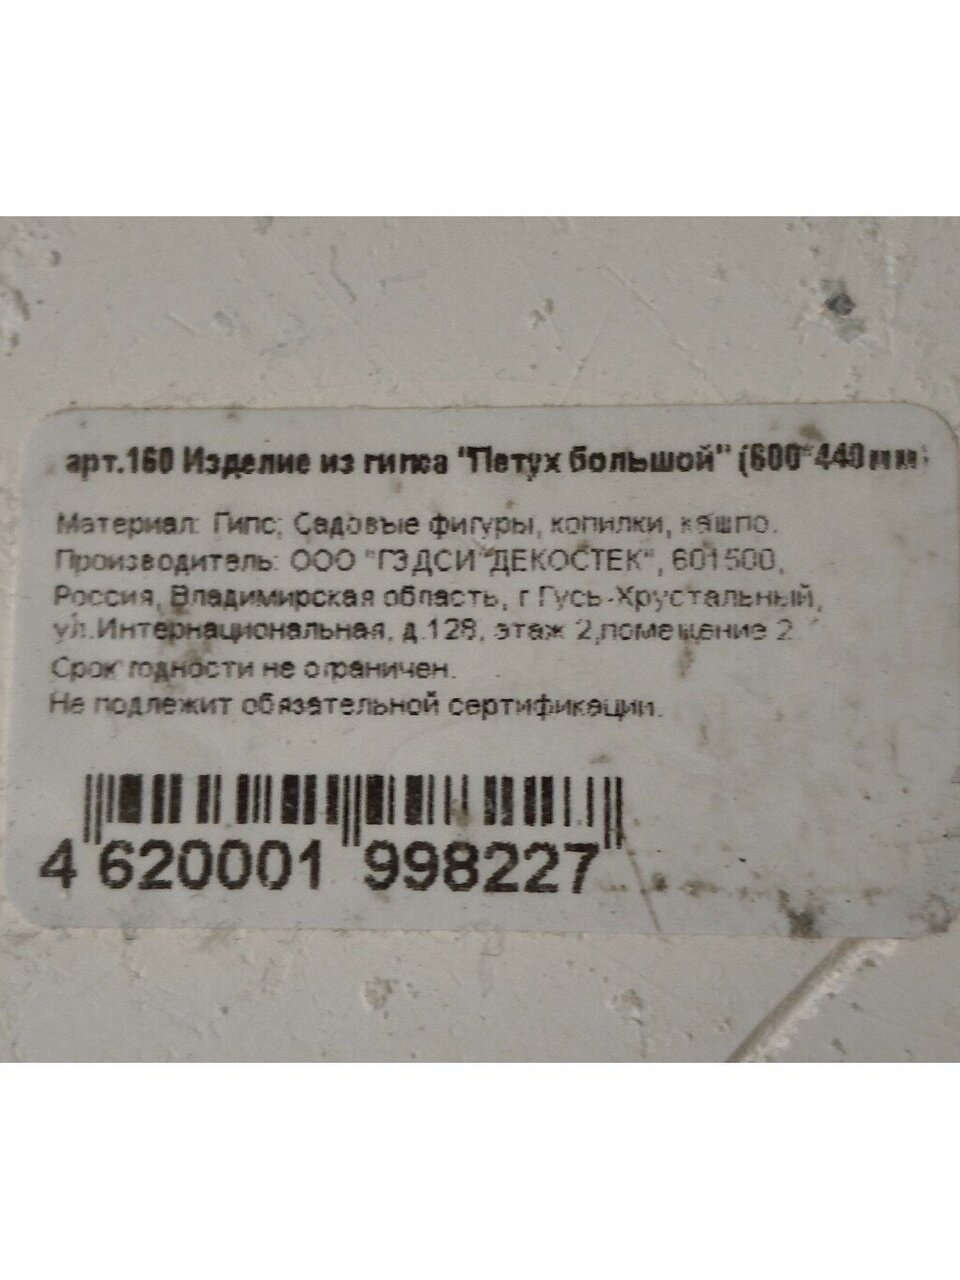 арт.160 Изделие из гипса "Петух большой" (600*440мм)
Материал: Гипс; Садовые фигуры, копилки, кашпо.
Производитель: ООО "ГЭДСИ ДЕКОСТЕК", 601500,
Россия, Владимирская область, г Гусь-Хрустальный,
ул.Интернациональная, д.128, этаж 2,помещение 2.
Срок годности не ограничен.
Не подлежит обязательной сертификации.
4 620001 998227